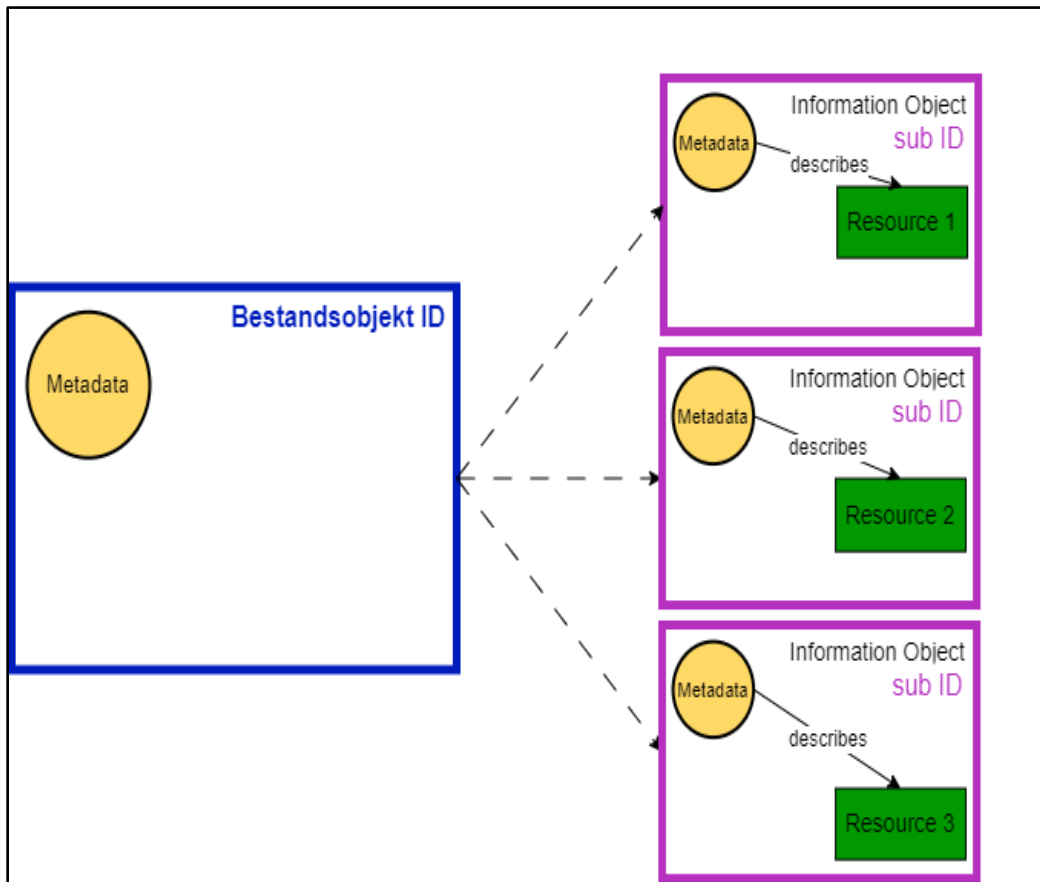 Bestandsobjekt ID
Metadata
Information Object
sub ID
Metadata
describes
Resource 1
Information Object
sub ID
Metadata
describes
Resource 2
Information Object
sub ID
Metadata
describes
Resource 3